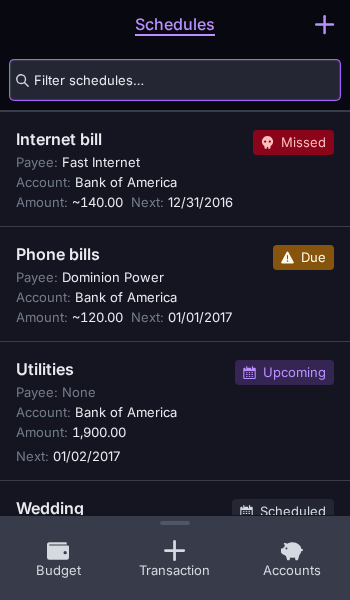 Schedules
Filter schedules...
Internet bill
Missed
Payee: Fast Internet
Account: Bank of America
Amount: ~140.00 Next: 12/31/2016
Phone bills
Due
Payee: Dominion Power
Account: Bank of America
Amount: ~120.00 Next: 01/01/2017
Utilities
Upcoming
Payee: None
Account: Bank of America
Amount: 1,900.00
Next: 01/02/2017
Wedding
Scheduled
Budget
Transaction
Accounts